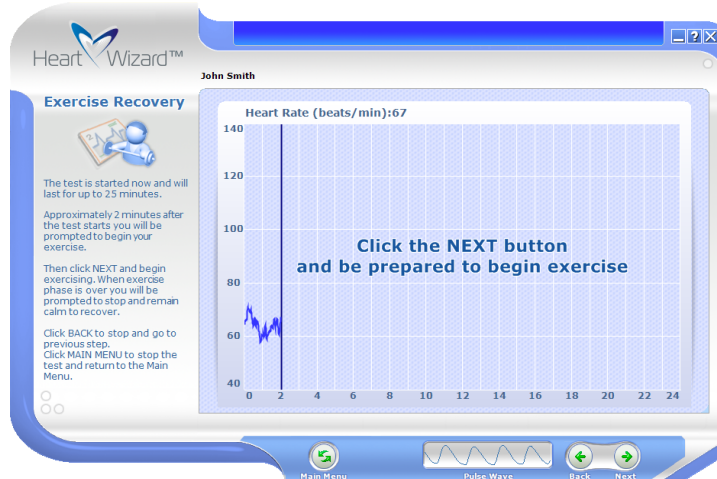 Heart Wizard™
?
John Smith
Exercise Recovery
The test is started now and will
last for up to 25 minutes.
Approximately 2 minutes after
the test starts you will be
prompted to begin your
exercise.
Then click NEXT and begin
exercising. When exercise
phase is over you will be
prompted to stop and remain
calm to recover.
Click BACK to stop and go to
previous step.
Click MAIN MENU to stop the
test and return to the Main
Menu.
Heart Rate (beats/min):67
140
120
100
80
60
40
0 2 4 6 8 10 12 14 16 18 20 22 24
Click the NEXT button
and be prepared to begin exercise
Main Menu
Pulse Wave
Back
Next